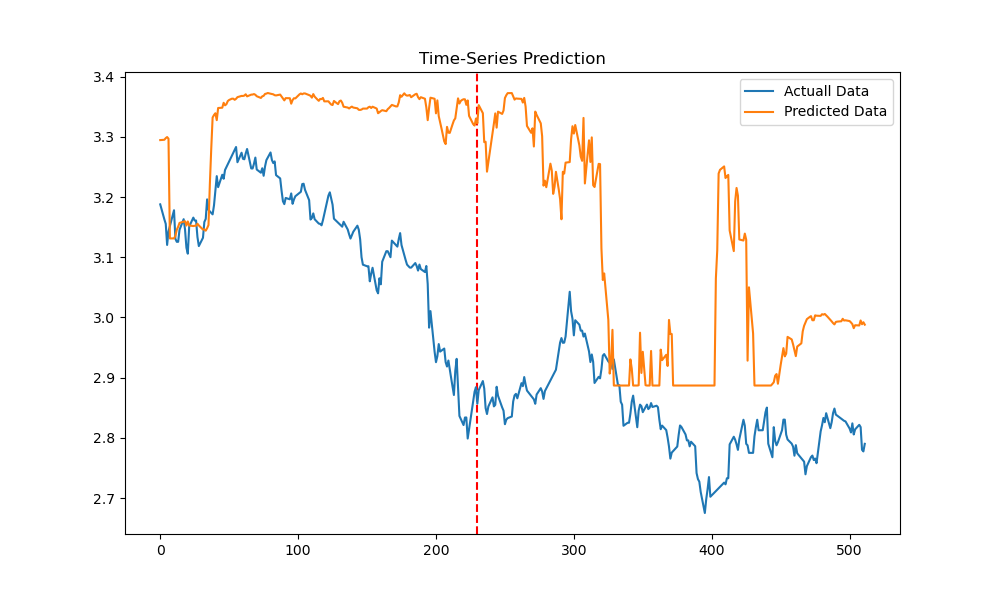 Time-Series Prediction
Actuall Data
Predicted Data
3.4
3.3
3.2
3.1
3.0
2.9
2.8
2.7
0 100 200 300 400 500